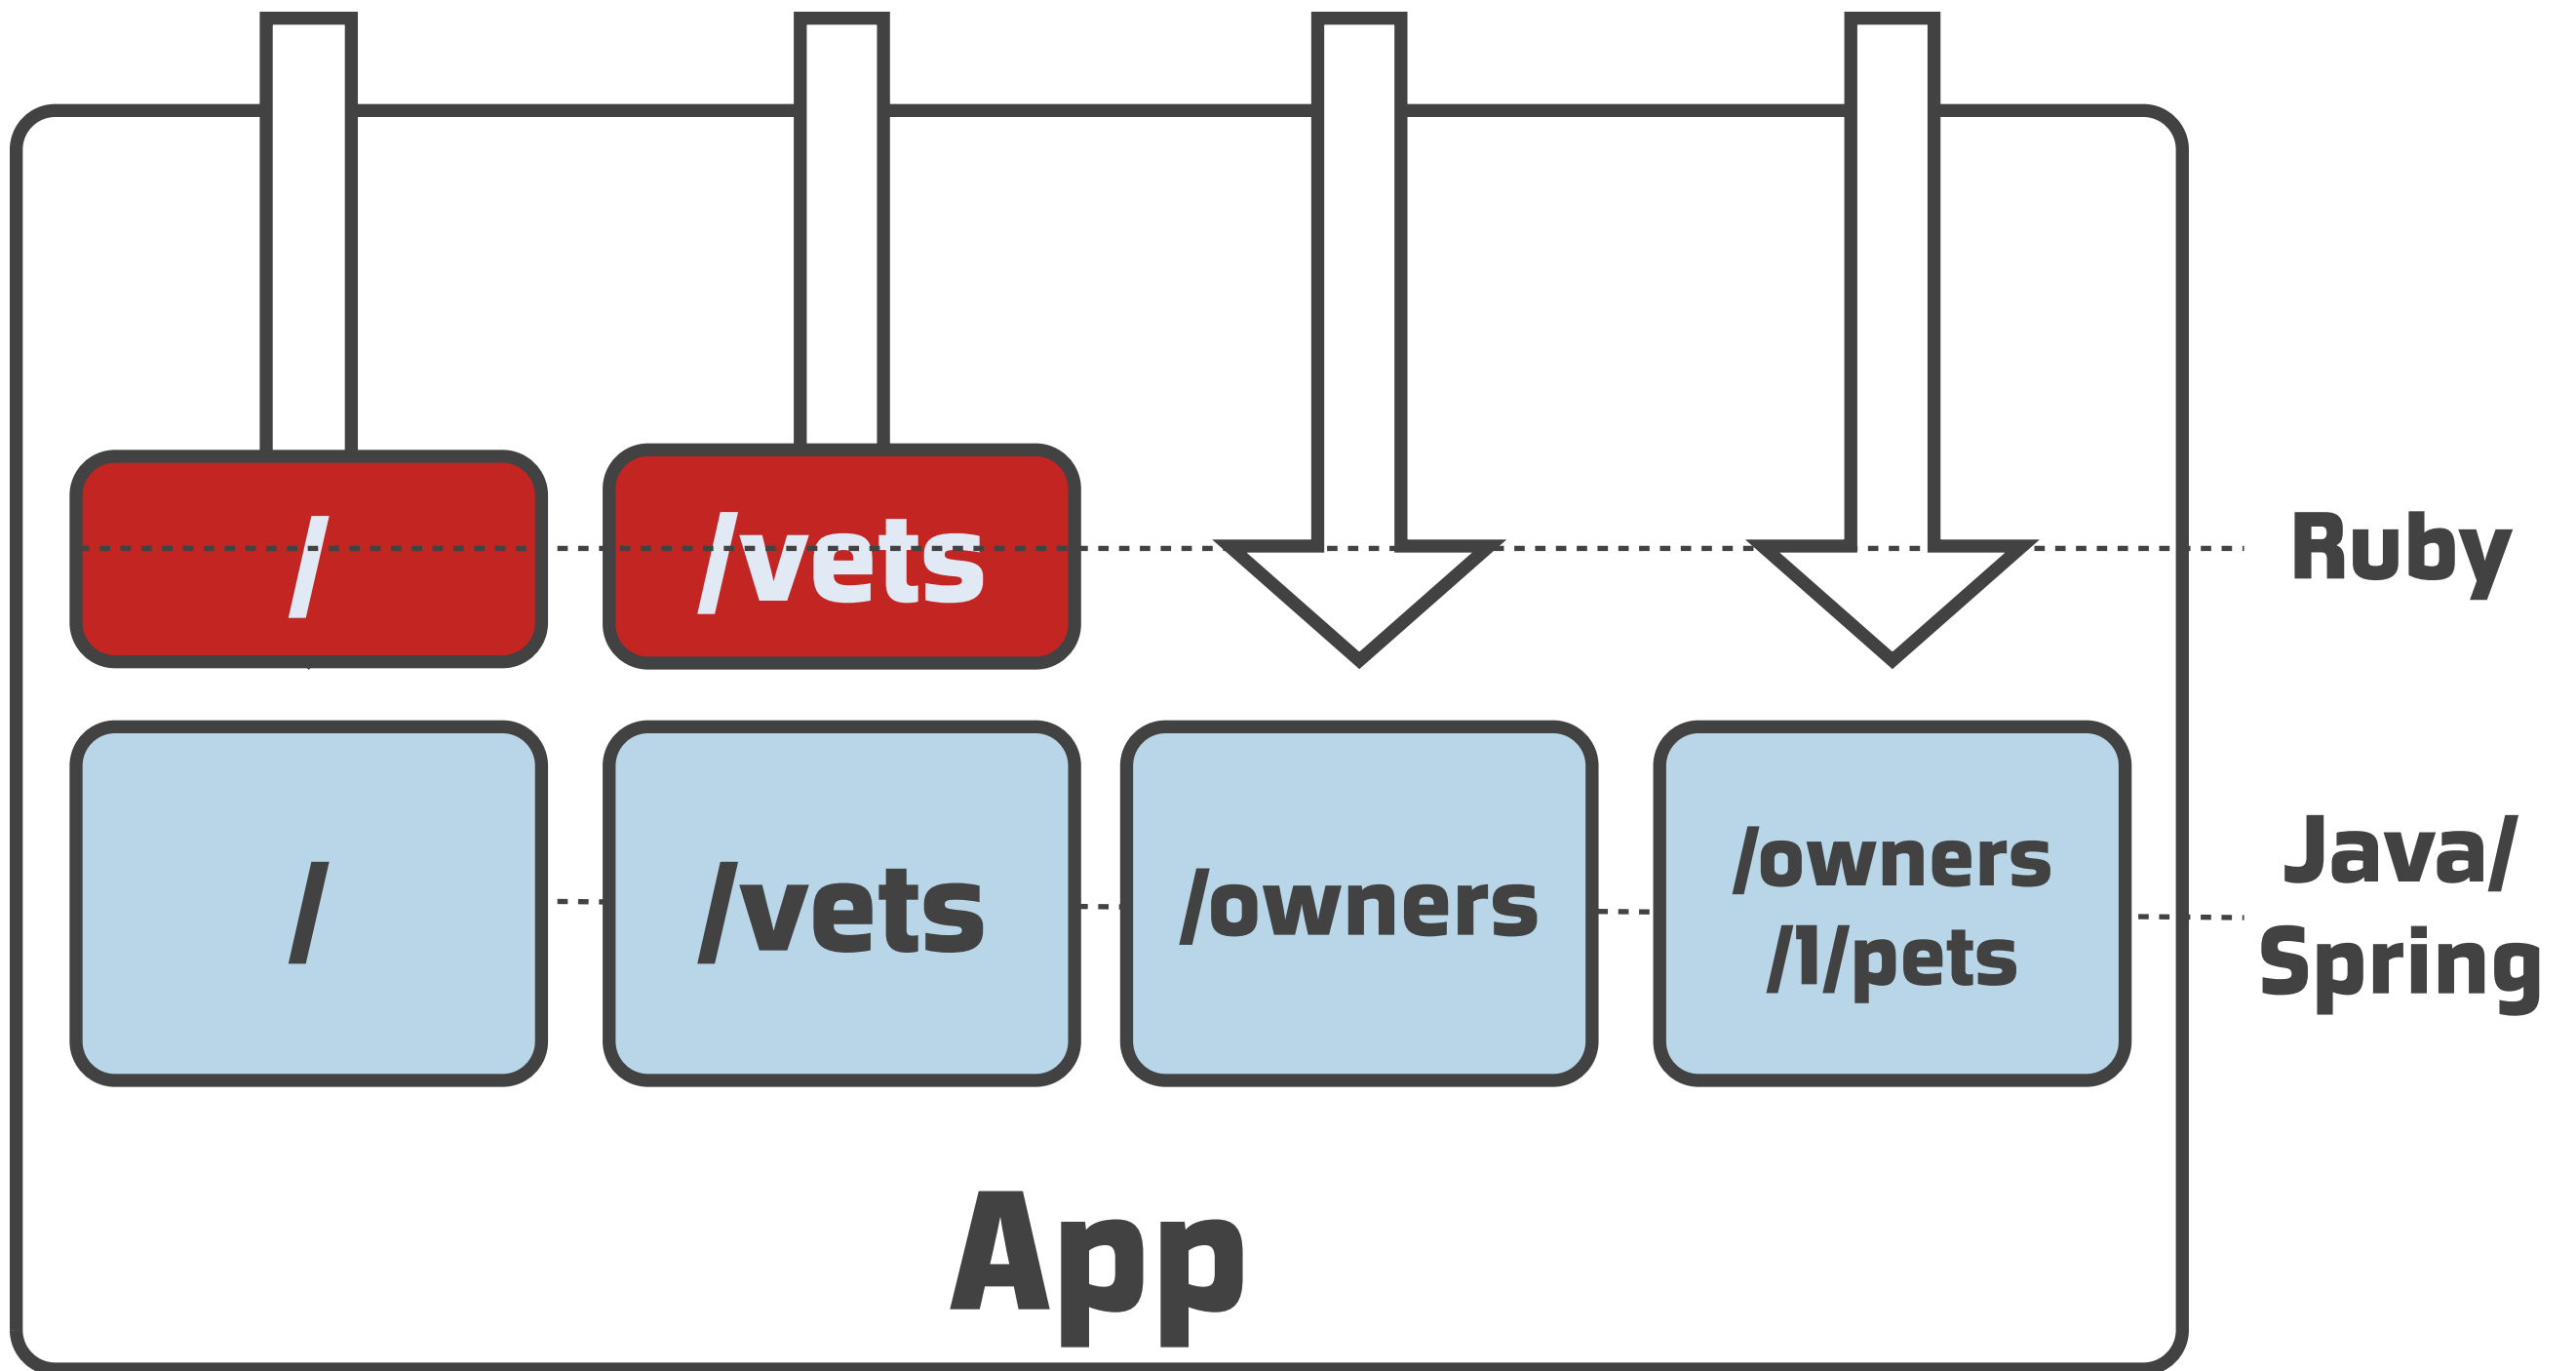 /
/vets
Ruby
/
/vets
/owners
/owners
/1/pets
Java/
Spring
App